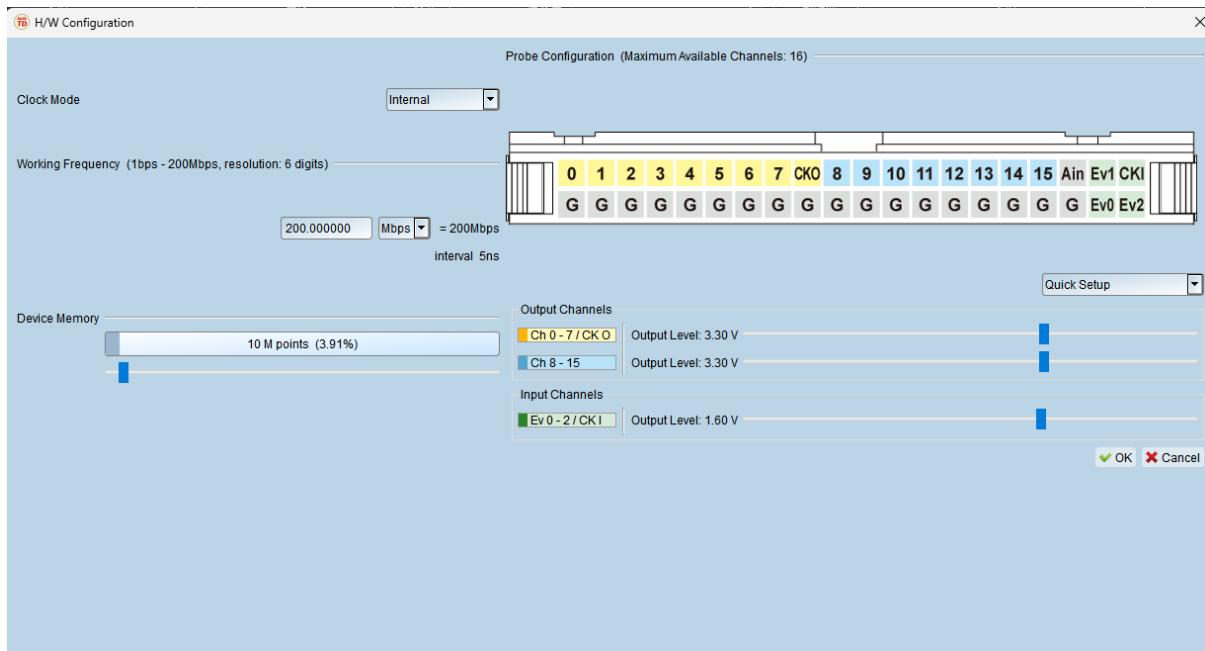 H/W Configuration
Probe Configuration (Maximum Available Channels: 16)
Clock Mode
Internal
Working Frequency (1bps - 200Mbps, resolution: 6 digits)
0 1 2 3 4 5 6 7 CKO 8 9 10 11 12 13 14 15 Ain Ev1 CKI
G G G G G G G G G G G G G G G G G G Ev0 Ev2
200.000000 Mbps = 200Mbps
interval 5ns
Quick Setup
Device Memory
10 M points (3.91%)
Output Channels
Ch 0 - 7 / CK O Output Level: 3.30 V
Ch 8 - 15 Output Level: 3.30 V
Input Channels
Ev 0 - 2 / CK I Output Level: 1.60 V
OK Cancel